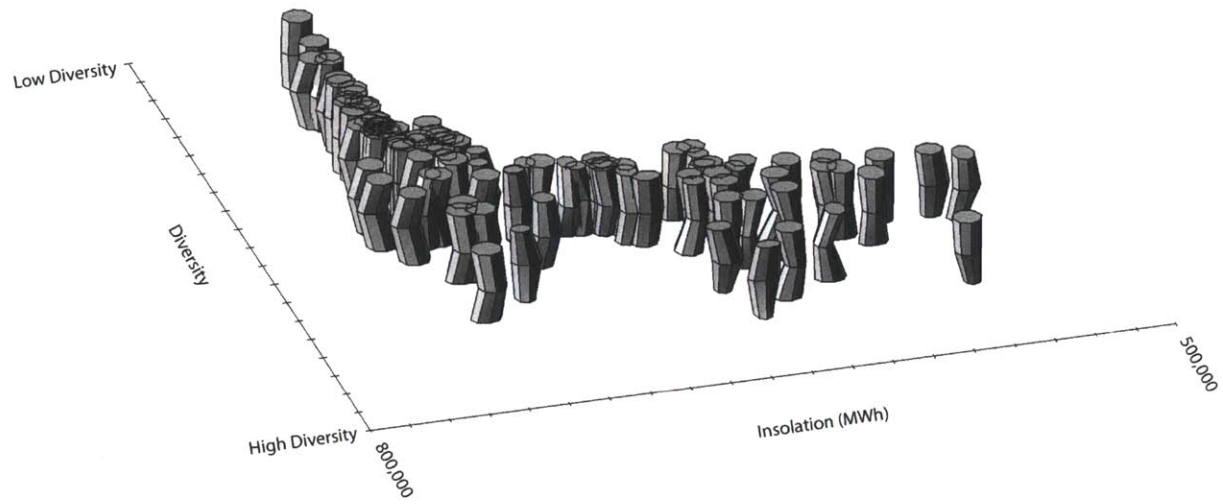 Low Diversity
Diversity
High Diversity
800,000
Insolation (MWh)
500,000